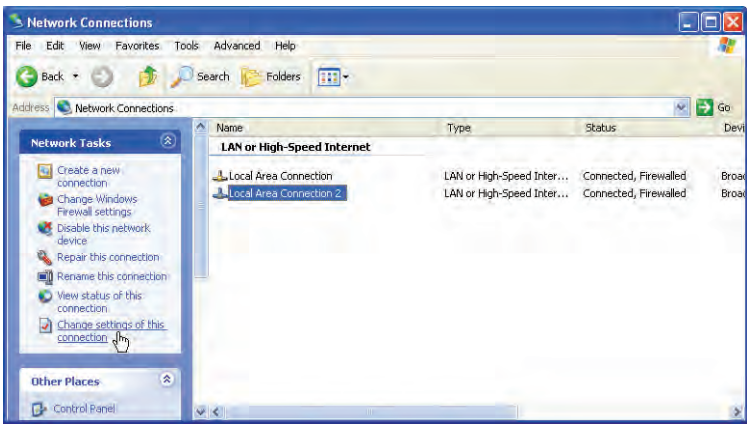 Network Connections
File Edit View Favorites Tools Advanced Help
Back Search Folders
Address Network Connections Go
Network Tasks
Create a new
connection
Change Windows
Firewall settings
Disable this network
device
Repair this connection
Rename this connection
View status of this
connection
Change settings of this
connection
Other Places
Control Panel
Name Type Status Devi
LAN or High-Speed Internet
Local Area Connection LAN or High-Speed Inter... Connected, Firewalled Broad
Local Area Connection 2 LAN or High-Speed Inter... Connected, Firewalled Broad